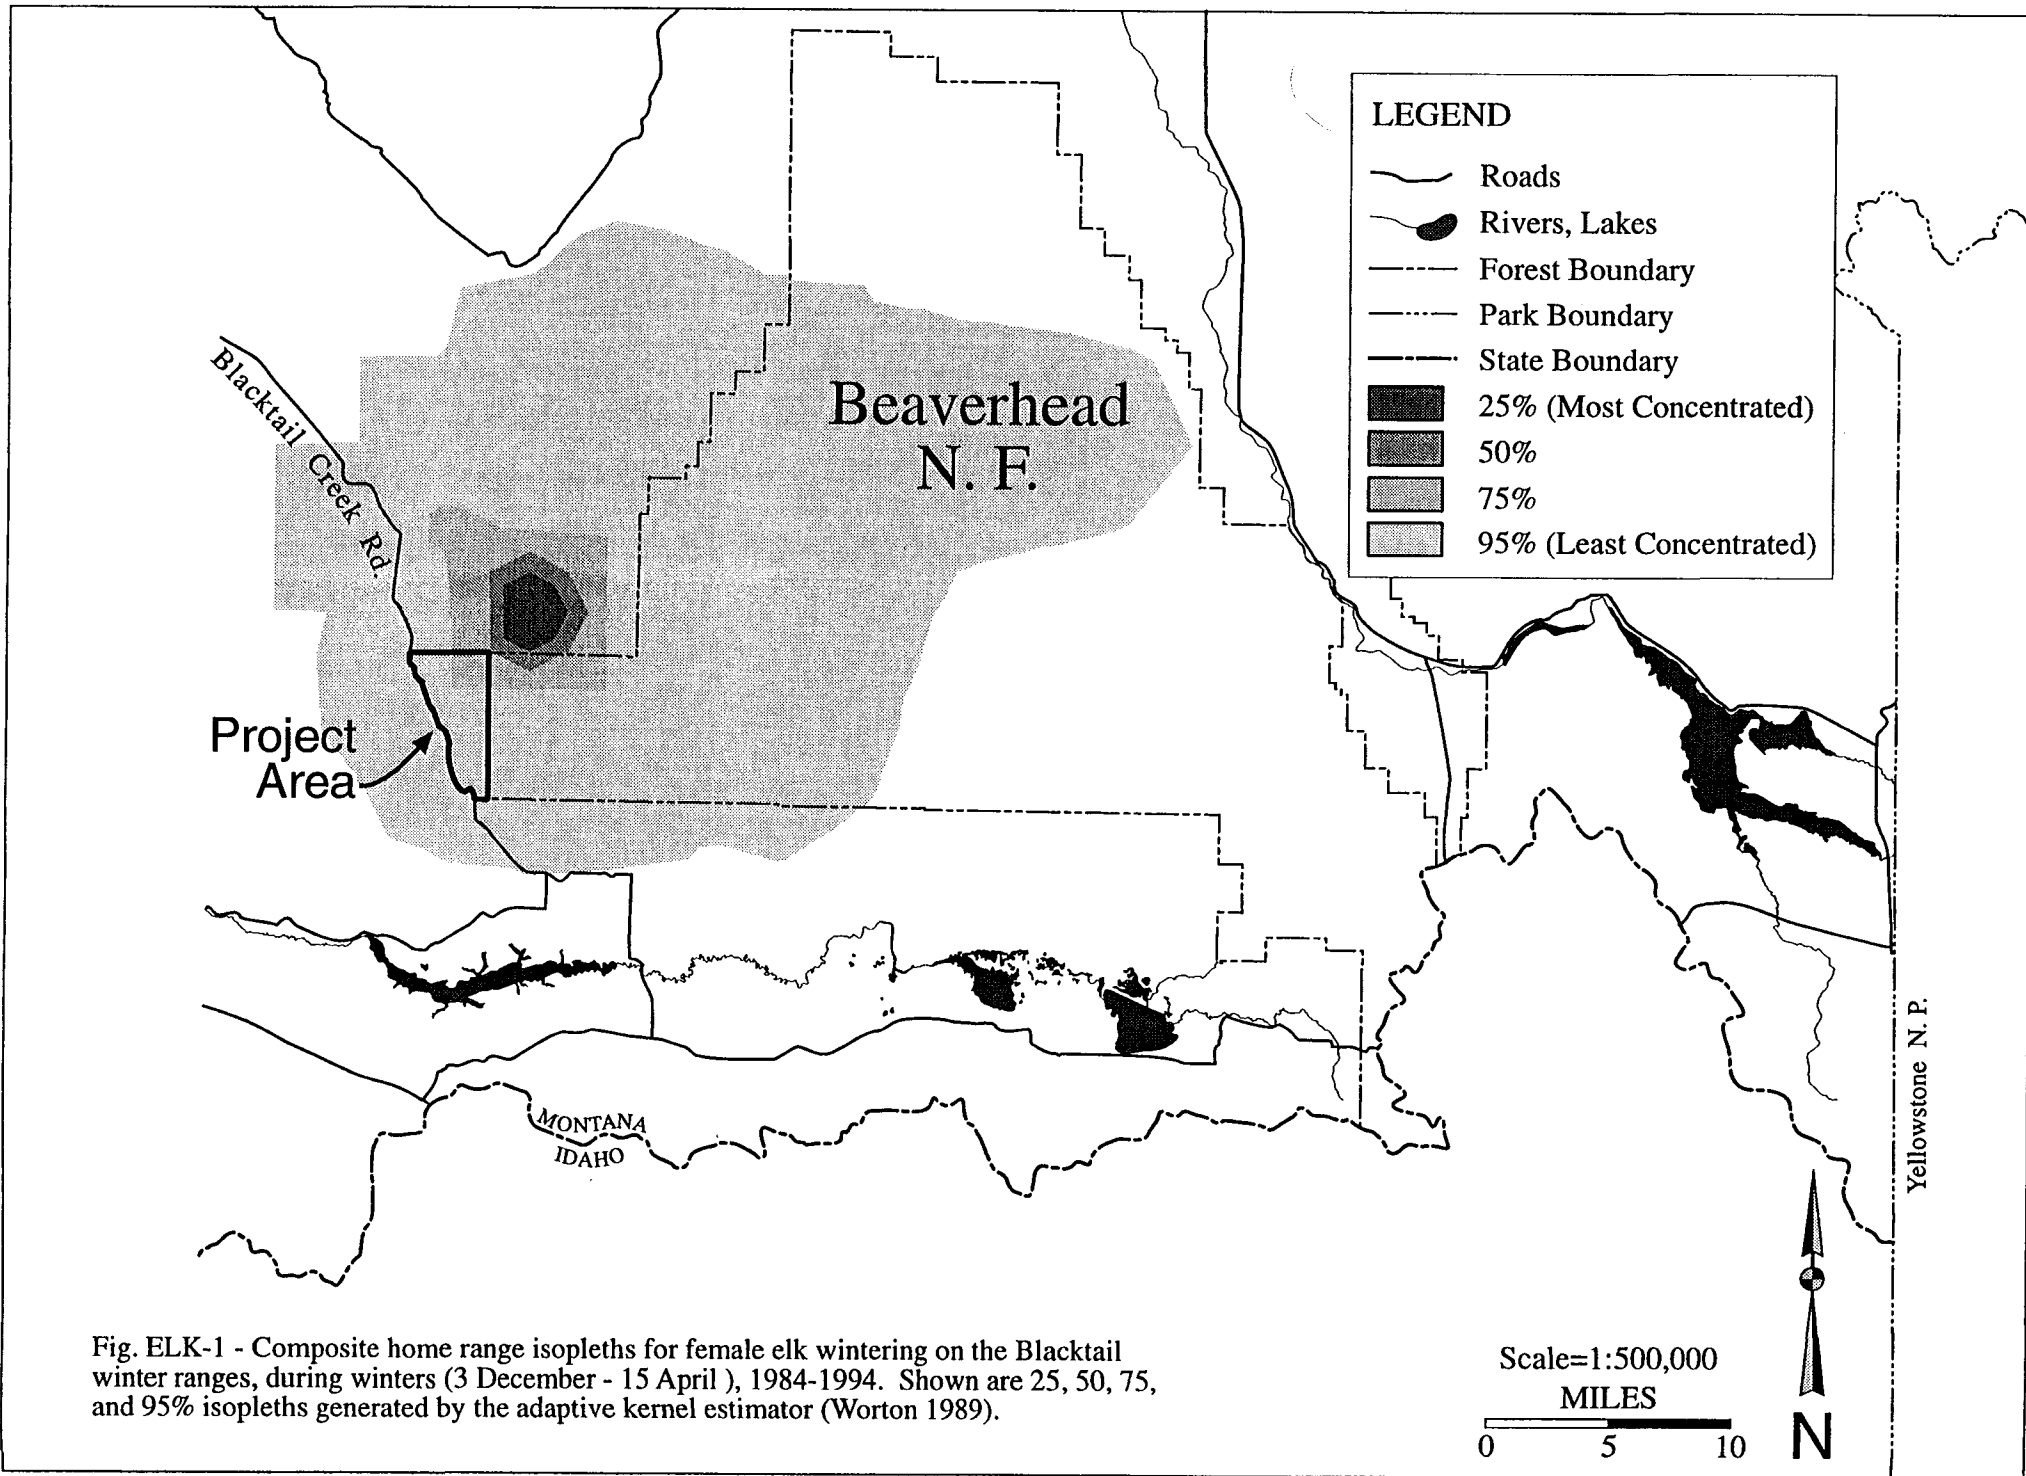 LEGEND
Roads
Rivers, Lakes
Forest Boundary
Park Boundary
State Boundary
25% (Most Concentrated)
50%
75%
95% (Least Concentrated)
Blacktail Creek Rd.
Beaverhead
N. F.
Project
Area
MONTANA
IDAHO
Yellowstone N. P.
Fig. ELK-1 - Composite home range isopleths for female elk wintering on the Blacktail
winter ranges, during winters (3 December - 15 April ), 1984-1994. Shown are 25, 50, 75,
and 95% isopleths generated by the adaptive kernel estimator (Worton 1989).
Scale=1:500,000
MILES
0 5 10
N